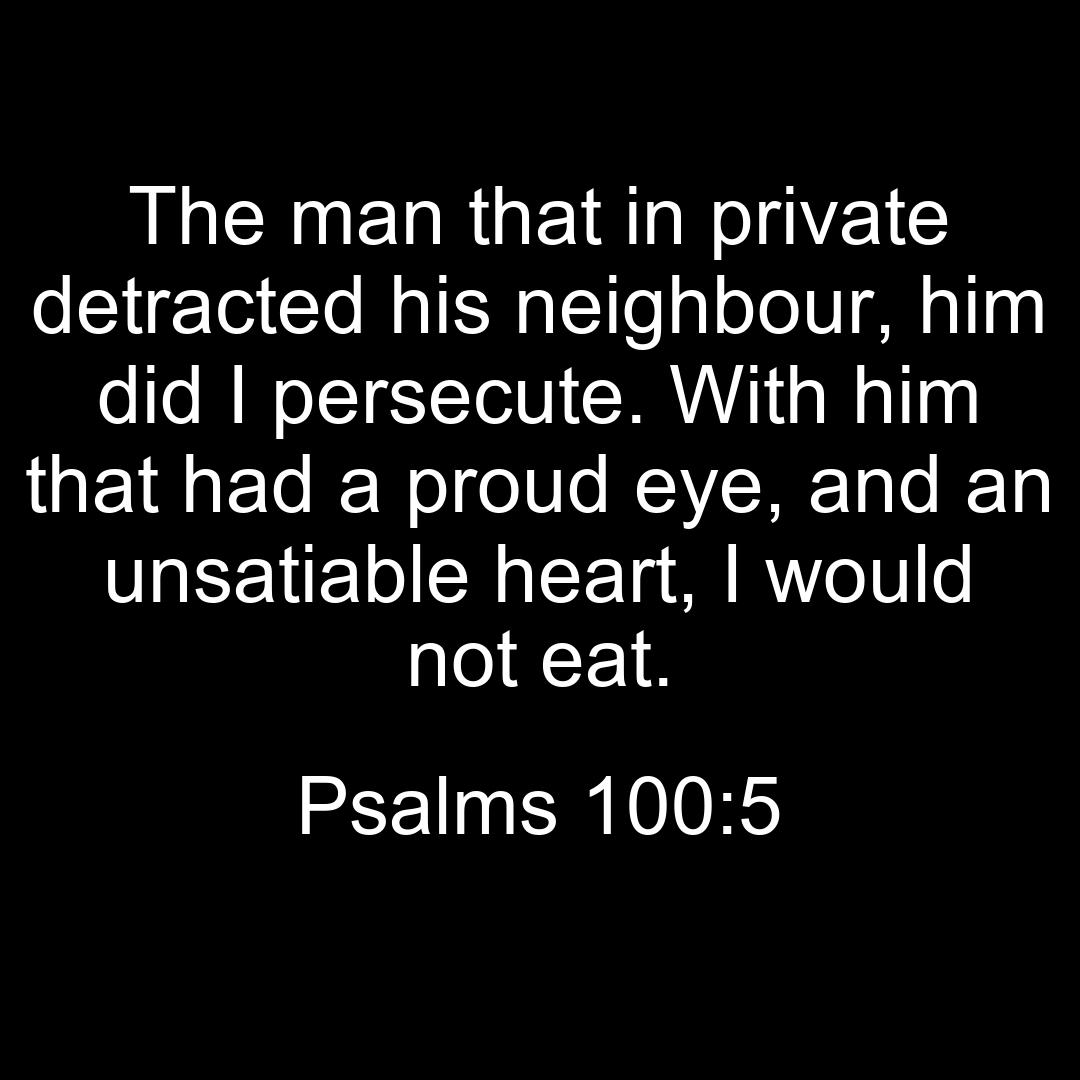 The man that in private
detracted his neighbour, him
did I persecute. With him
that had a proud eye, and an
unsatiable heart, I would
not eat.
Psalms 100:5